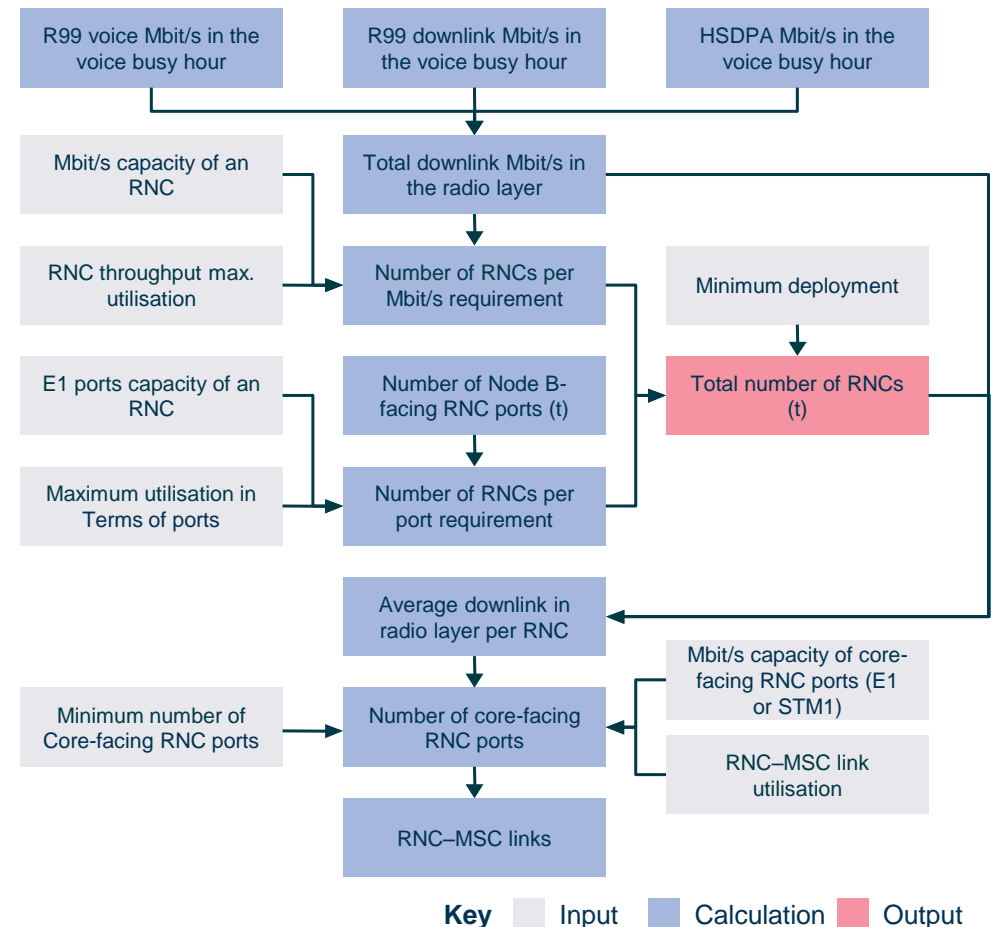 R99 voice Mbit/s in the
voice busy hour
R99 downlink Mbit/s in
the voice busy hour
HSDPA Mbit/s in the
voice busy hour
Mbit/s capacity of an
RNC
Total downlink Mbit/s in
the radio layer
RNC throughput max.
utilisation
Number of RNCs per
Mbit/s requirement
Minimum deployment
E1 ports capacity of an
RNC
Number of Node B-
facing RNC ports (t)
Total number of RNCs
(t)
Maximum utilisation in
Terms of ports
Number of RNCs per
port requirement
Average downlink in
radio layer per RNC
Mbit/s capacity of core-
facing RNC ports (E1
or STM1)
Minimum number of
Core-facing RNC ports
Number of core-facing
RNC ports
RNC–MSC link
utilisation
RNC–MSC links
Key Input Calculation Output